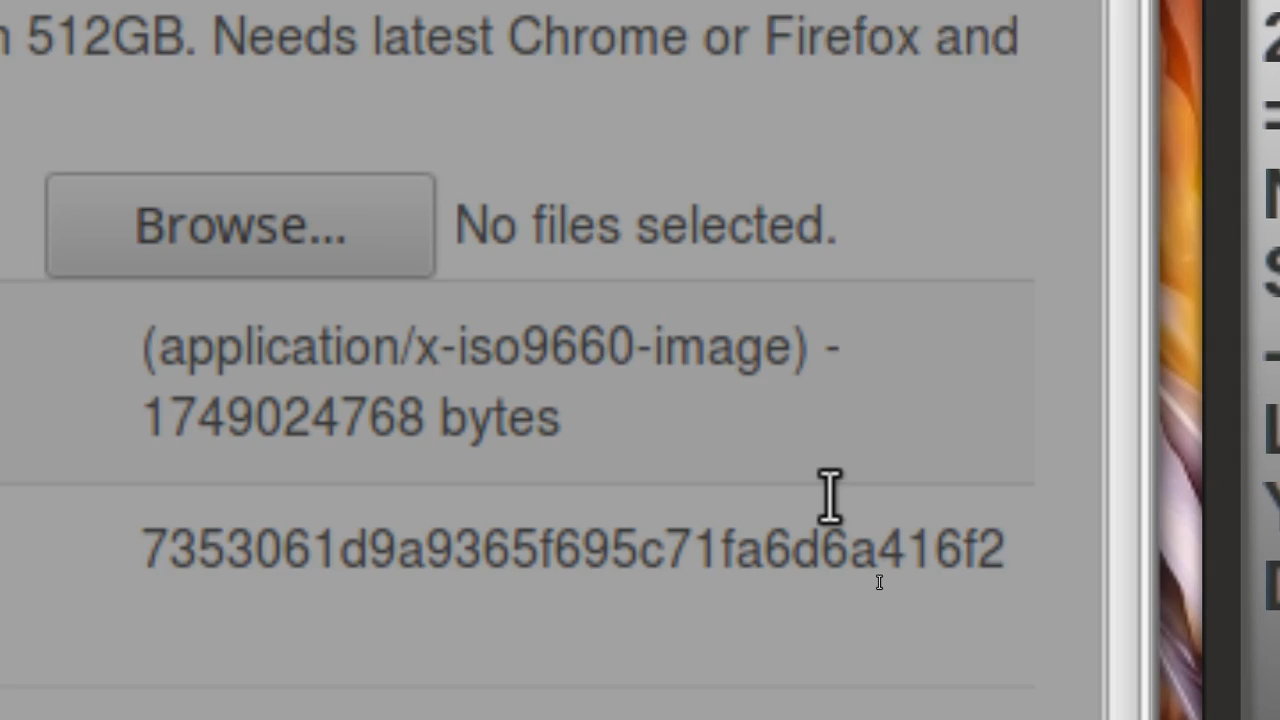 512GB. Needs latest Chrome or Firefox and
Browse... No files selected.
(application/x-iso9660-image) -
1749024768 bytes
7353061d9a9365f695c71fa6d6a416f2